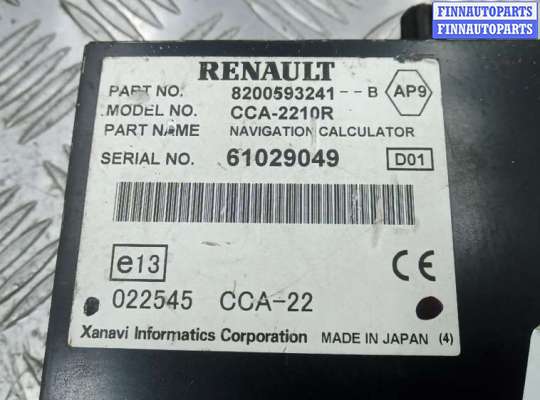 FINNAUTOPARTS
FINNAUTOPARTS
RENAULT
PART NO. 8200593241--B AP9
MODEL NO. CCA-2210R
PART NAME NAVIGATION CALCULATOR
SERIAL NO. 61029049 D01
e13 CE
022545 CCA-22
Xanavi Informatics Corporation MADE IN JAPAN (4)